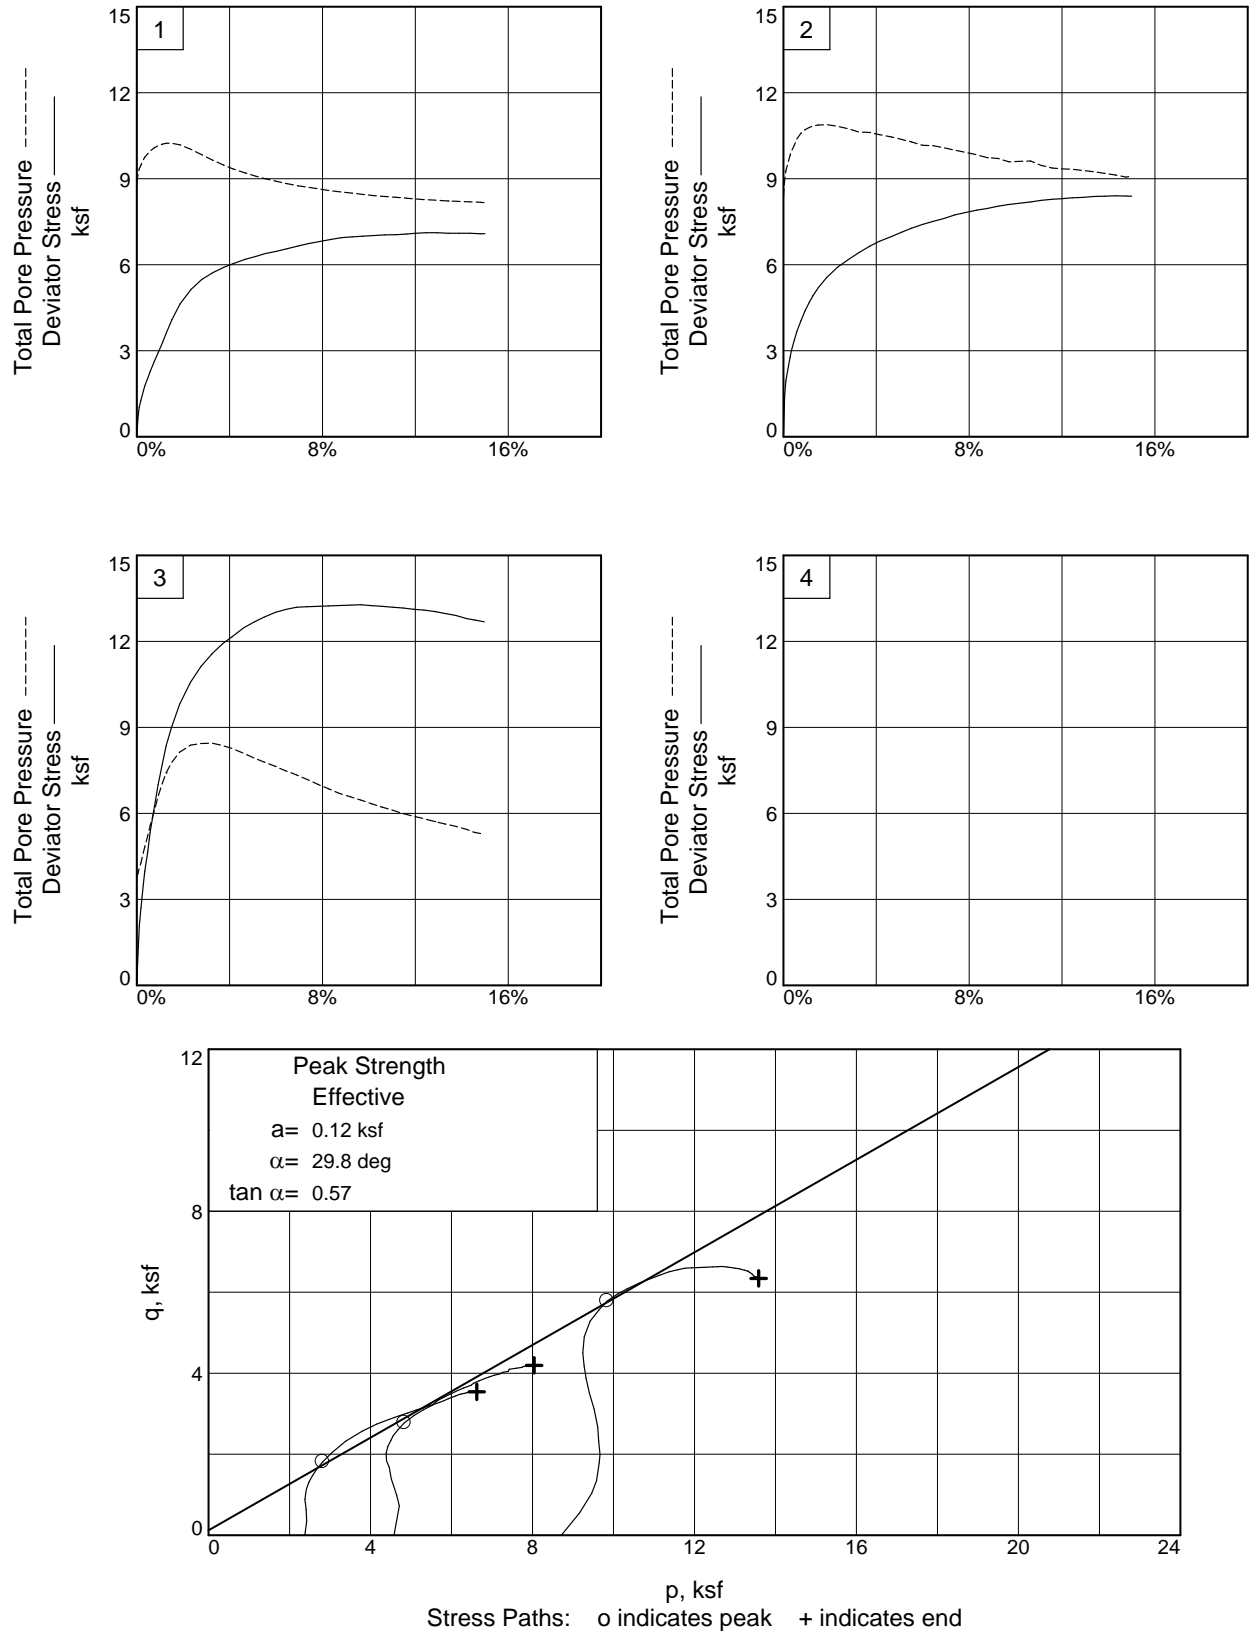 1
15
12
9
6
3
0
0%
8%
16%
Total Pore Pressure
Deviator Stress
ksf
2
15
12
9
6
3
0
0%
8%
16%
Total Pore Pressure
Deviator Stress
ksf
3
15
12
9
6
3
0
0%
8%
16%
Total Pore Pressure
Deviator Stress
ksf
4
15
12
9
6
3
0
0%
8%
16%
Total Pore Pressure
Deviator Stress
ksf
Peak Strength
Effective
a= 0.12 ksf
α= 29.8 deg
tan α= 0.57
12
8
4
0
q, ksf
0
4
8
12
16
20
24
p, ksf
Stress Paths: o indicates peak + indicates end